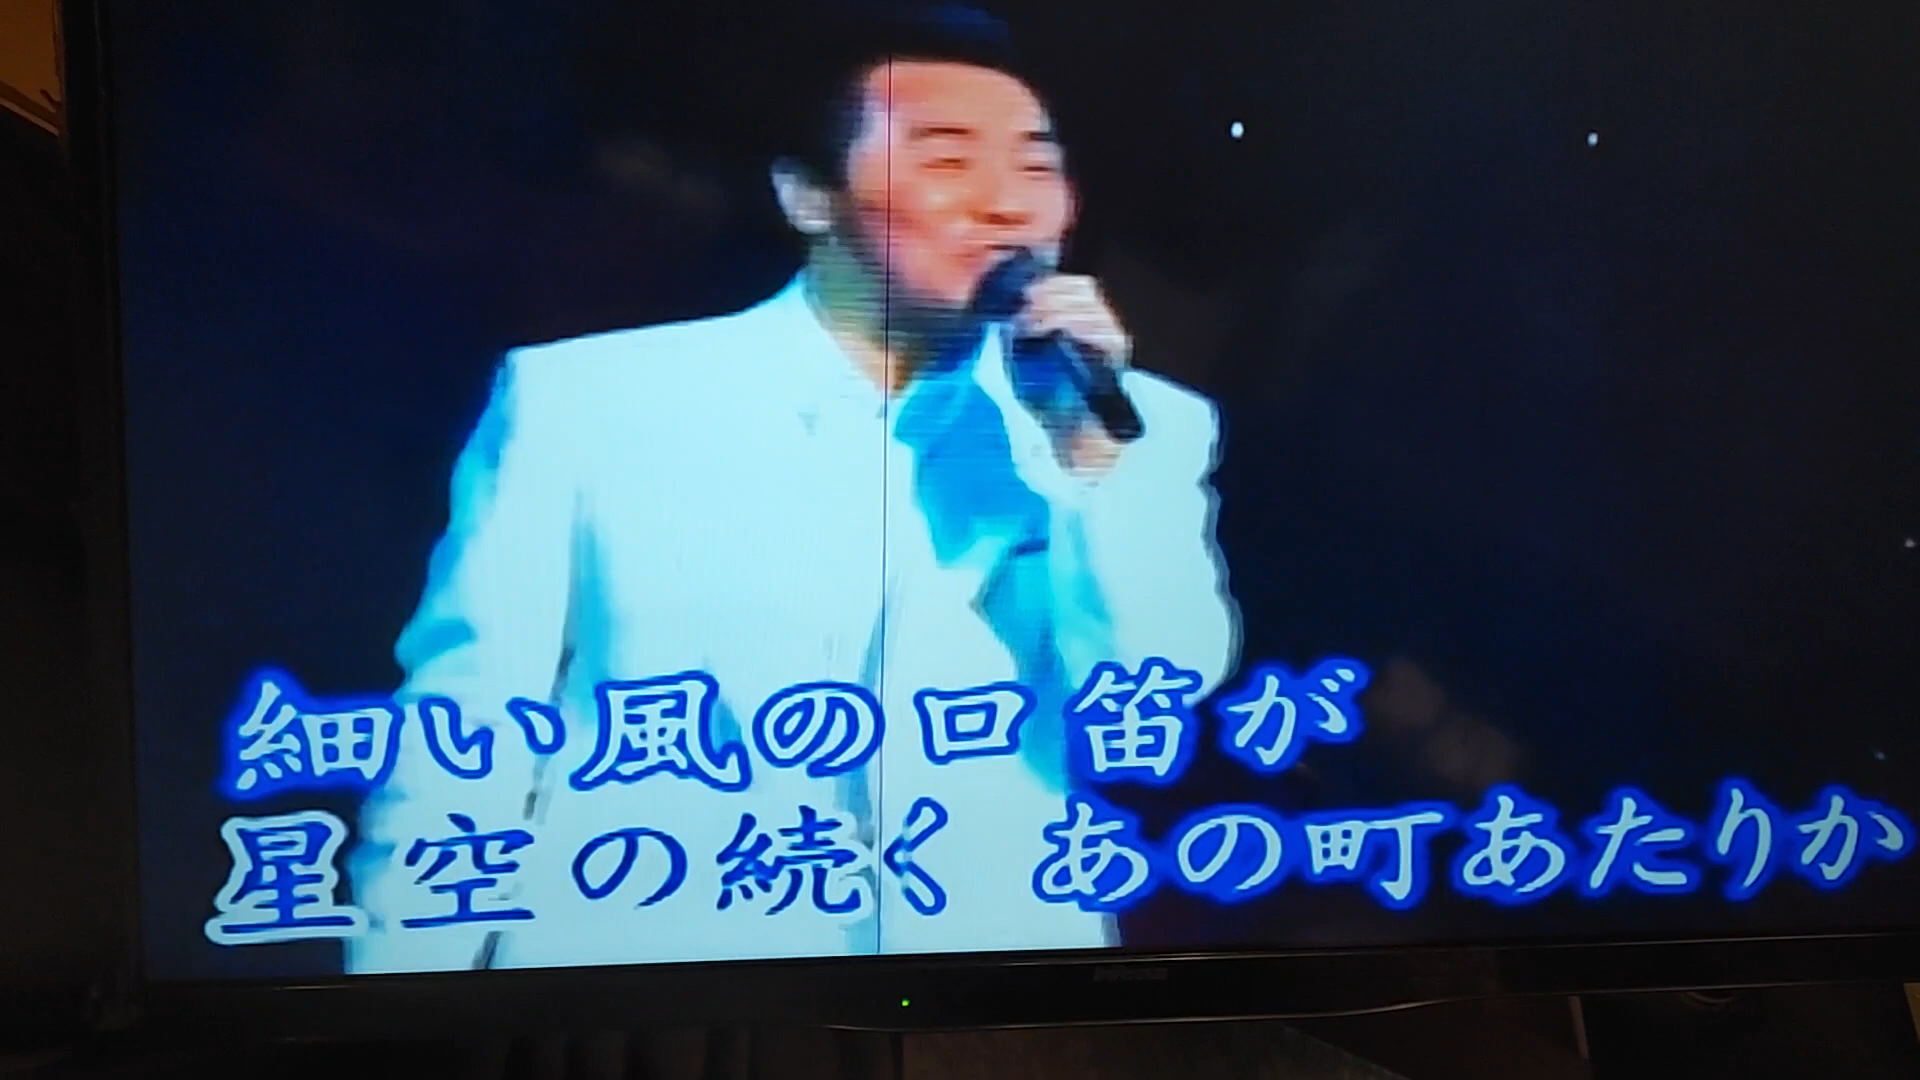 細い風の口笛が
星空の続く あの町あたりか